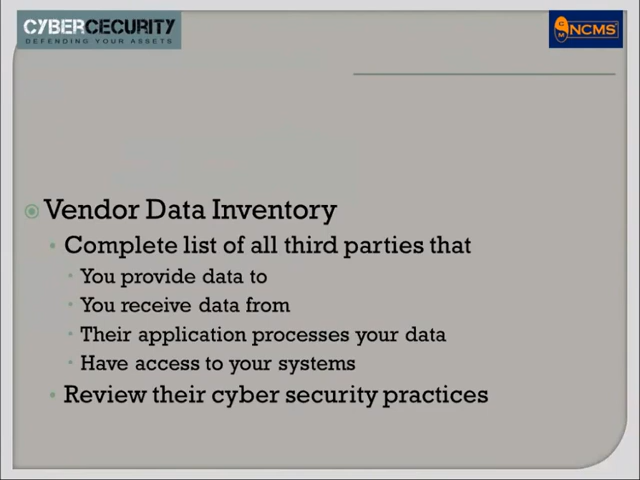 CYBERCECURITY
DEFENDING YOUR ASSETS
NCMS
Vendor Data Inventory
Complete list of all third parties that
You provide data to
You receive data from
Their application processes your data
Have access to your systems
Review their cyber security practices